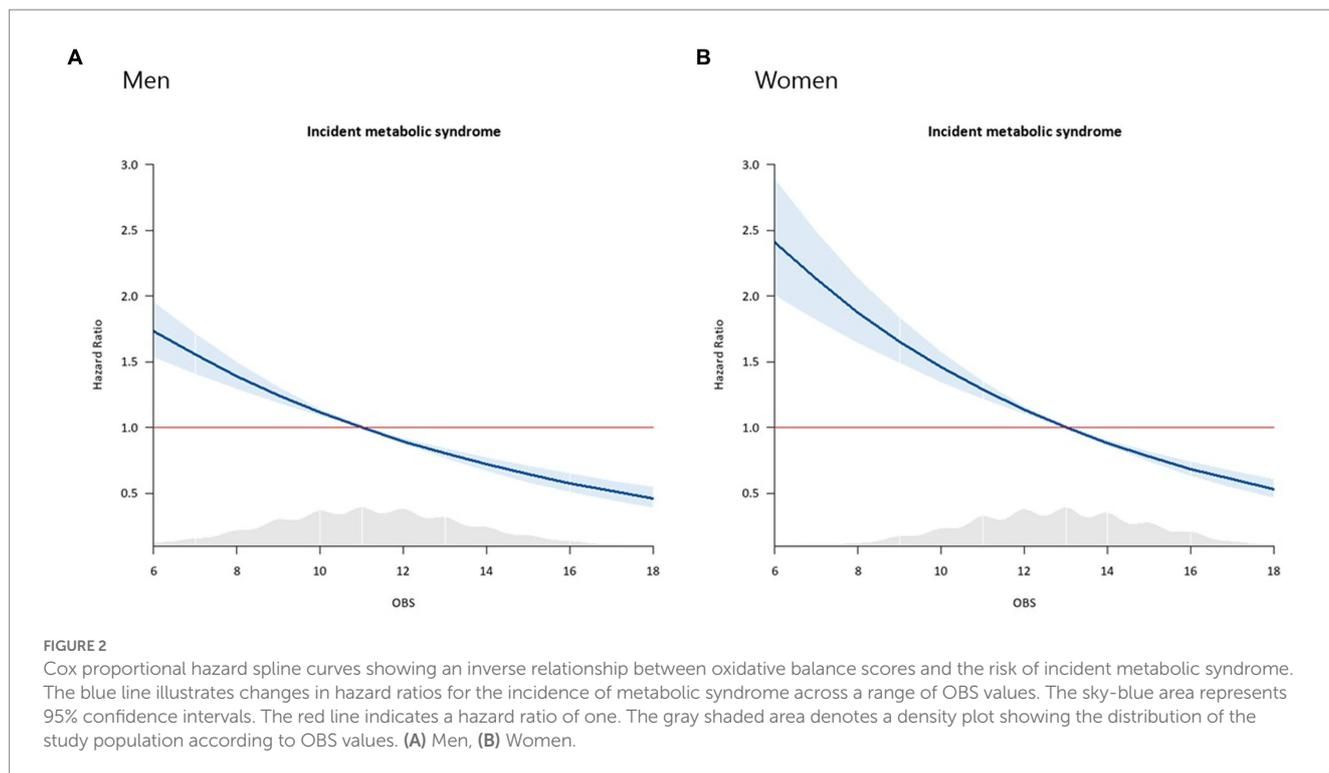 A
Men
Incident metabolic syndrome
3.0
2.5
2.0
1.5
1.0
0.5
Hazard Ratio
6 8 10 12 14 16 18
OBS
B
Women
Incident metabolic syndrome
3.0
2.5
2.0
1.5
1.0
0.5
Hazard Ratio
6 8 10 12 14 16 18
OBS
FIGURE 2
Cox proportional hazard spline curves showing an inverse relationship between oxidative balance scores and the risk of incident metabolic syndrome.
The blue line illustrates changes in hazard ratios for the incidence of metabolic syndrome across a range of OBS values. The sky-blue area represents
95% confidence intervals. The red line indicates a hazard ratio of one. The gray shaded area denotes a density plot showing the distribution of the
study population according to OBS values. (A) Men, (B) Women.